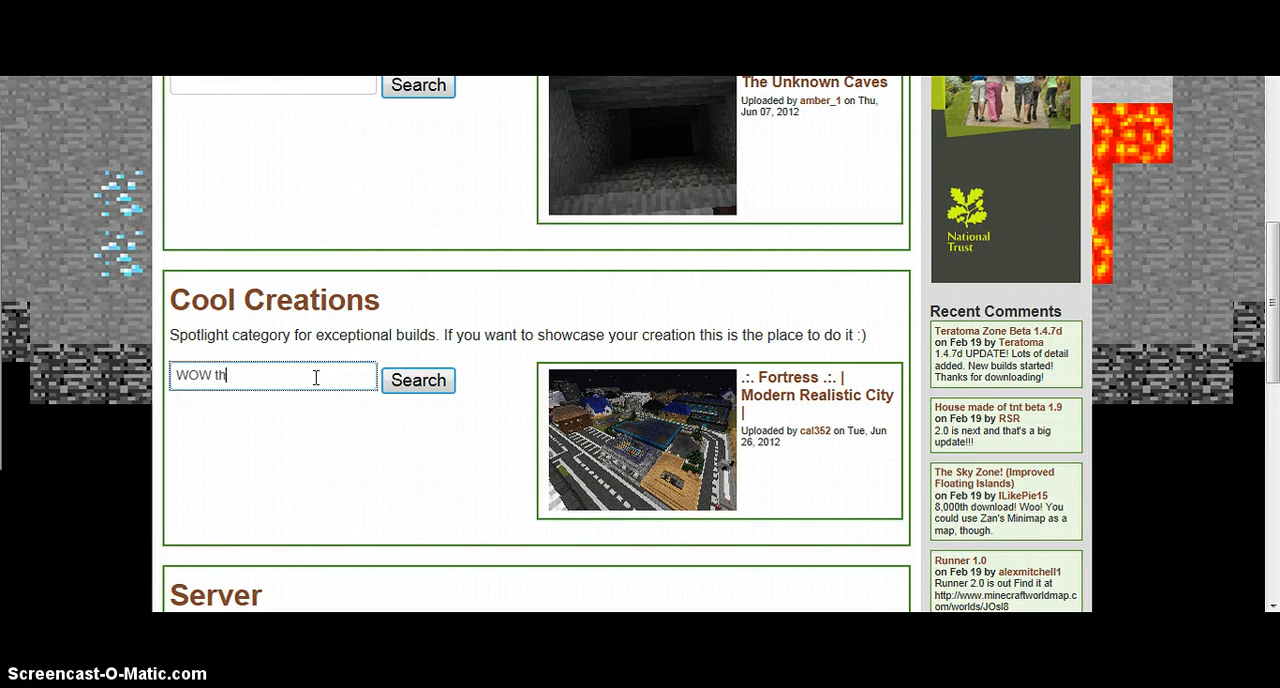 Search
The Unknown Caves
Uploaded by amber_1 on Thu,
Jun 07, 2012
Cool Creations
Spotlight category for exceptional builds. If you want to showcase your creation this is the place to do it :)
WOW th
Search
.:. Fortress .:. |
Modern Realistic City
|
Uploaded by cal352 on Tue, Jun
26, 2012
Server
National
Trust
Recent Comments
Teratoma Zone Beta 1.4.7d
on Feb 19 by Teratoma
1.4.7d UPDATE! Lots of detail
added. New builds started!
Thanks for downloading!
House made of tnt beta 1.9
on Feb 19 by RSR
2.0 is next and that's a big
update!!!
The Sky Zone! (Improved
Floating Islands)
on Feb 19 by ILikePie15
8,000th download! Woo! You
could use Zan's Minimap as a
map, though.
Runner 1.0
on Feb 19 by alexmitchell1
Runner 2.0 is out Find it at
http://www.minecraftworldmap.c
om/worlds/JOsI8
Screencast-O-Matic.com